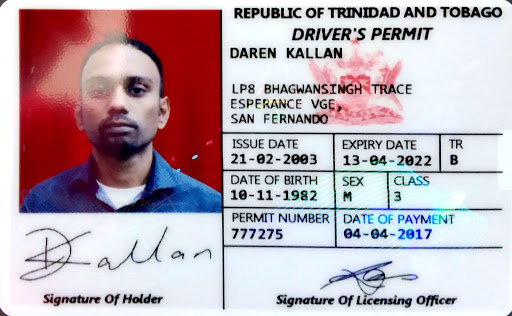 REPUBLIC OF TRINIDAD AND TOBAGO
DRIVER'S PERMIT
DAREN KALLAN
LP8 BHAGWANSINGH TRACE
ESPERANCE VGE,
SAN FERNANDO
ISSUE DATE EXPIRY DATE TR
21-02-2003 13-04-2022 B
DATE OF BIRTH SEX CLASS
10-11-1982 M 3
PERMIT NUMBER DATE OF PAYMENT
777275 04-04-2017
DKallan
Signature Of Holder Signature Of Licensing Officer